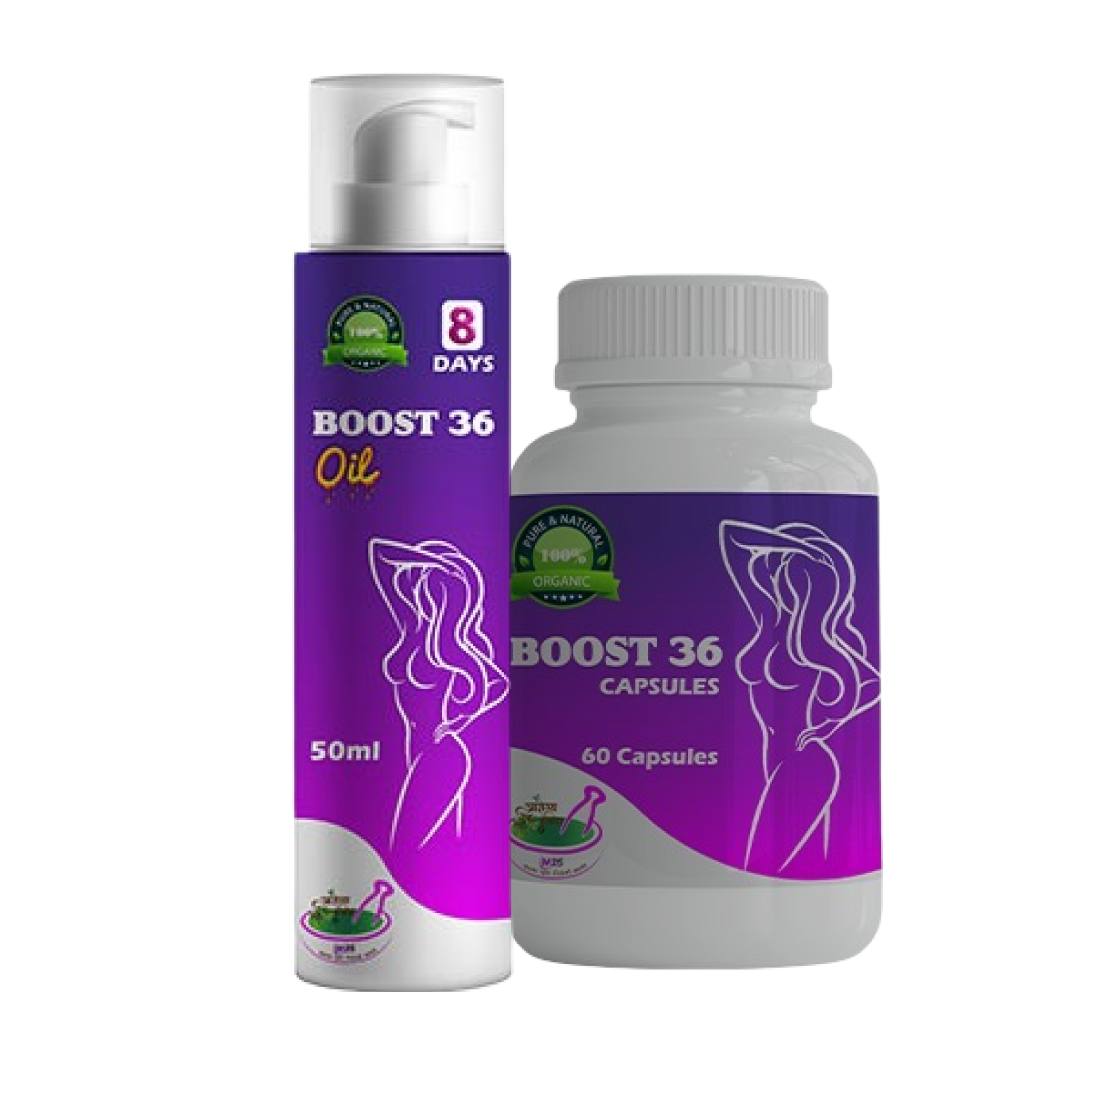 PURE & NATURAL
100%
ORGANIC
8
DAYS
BOOST 36
Oil
50ml
PURE & NATURAL
100%
ORGANIC
BOOST 36
CAPSULES
60 Capsules